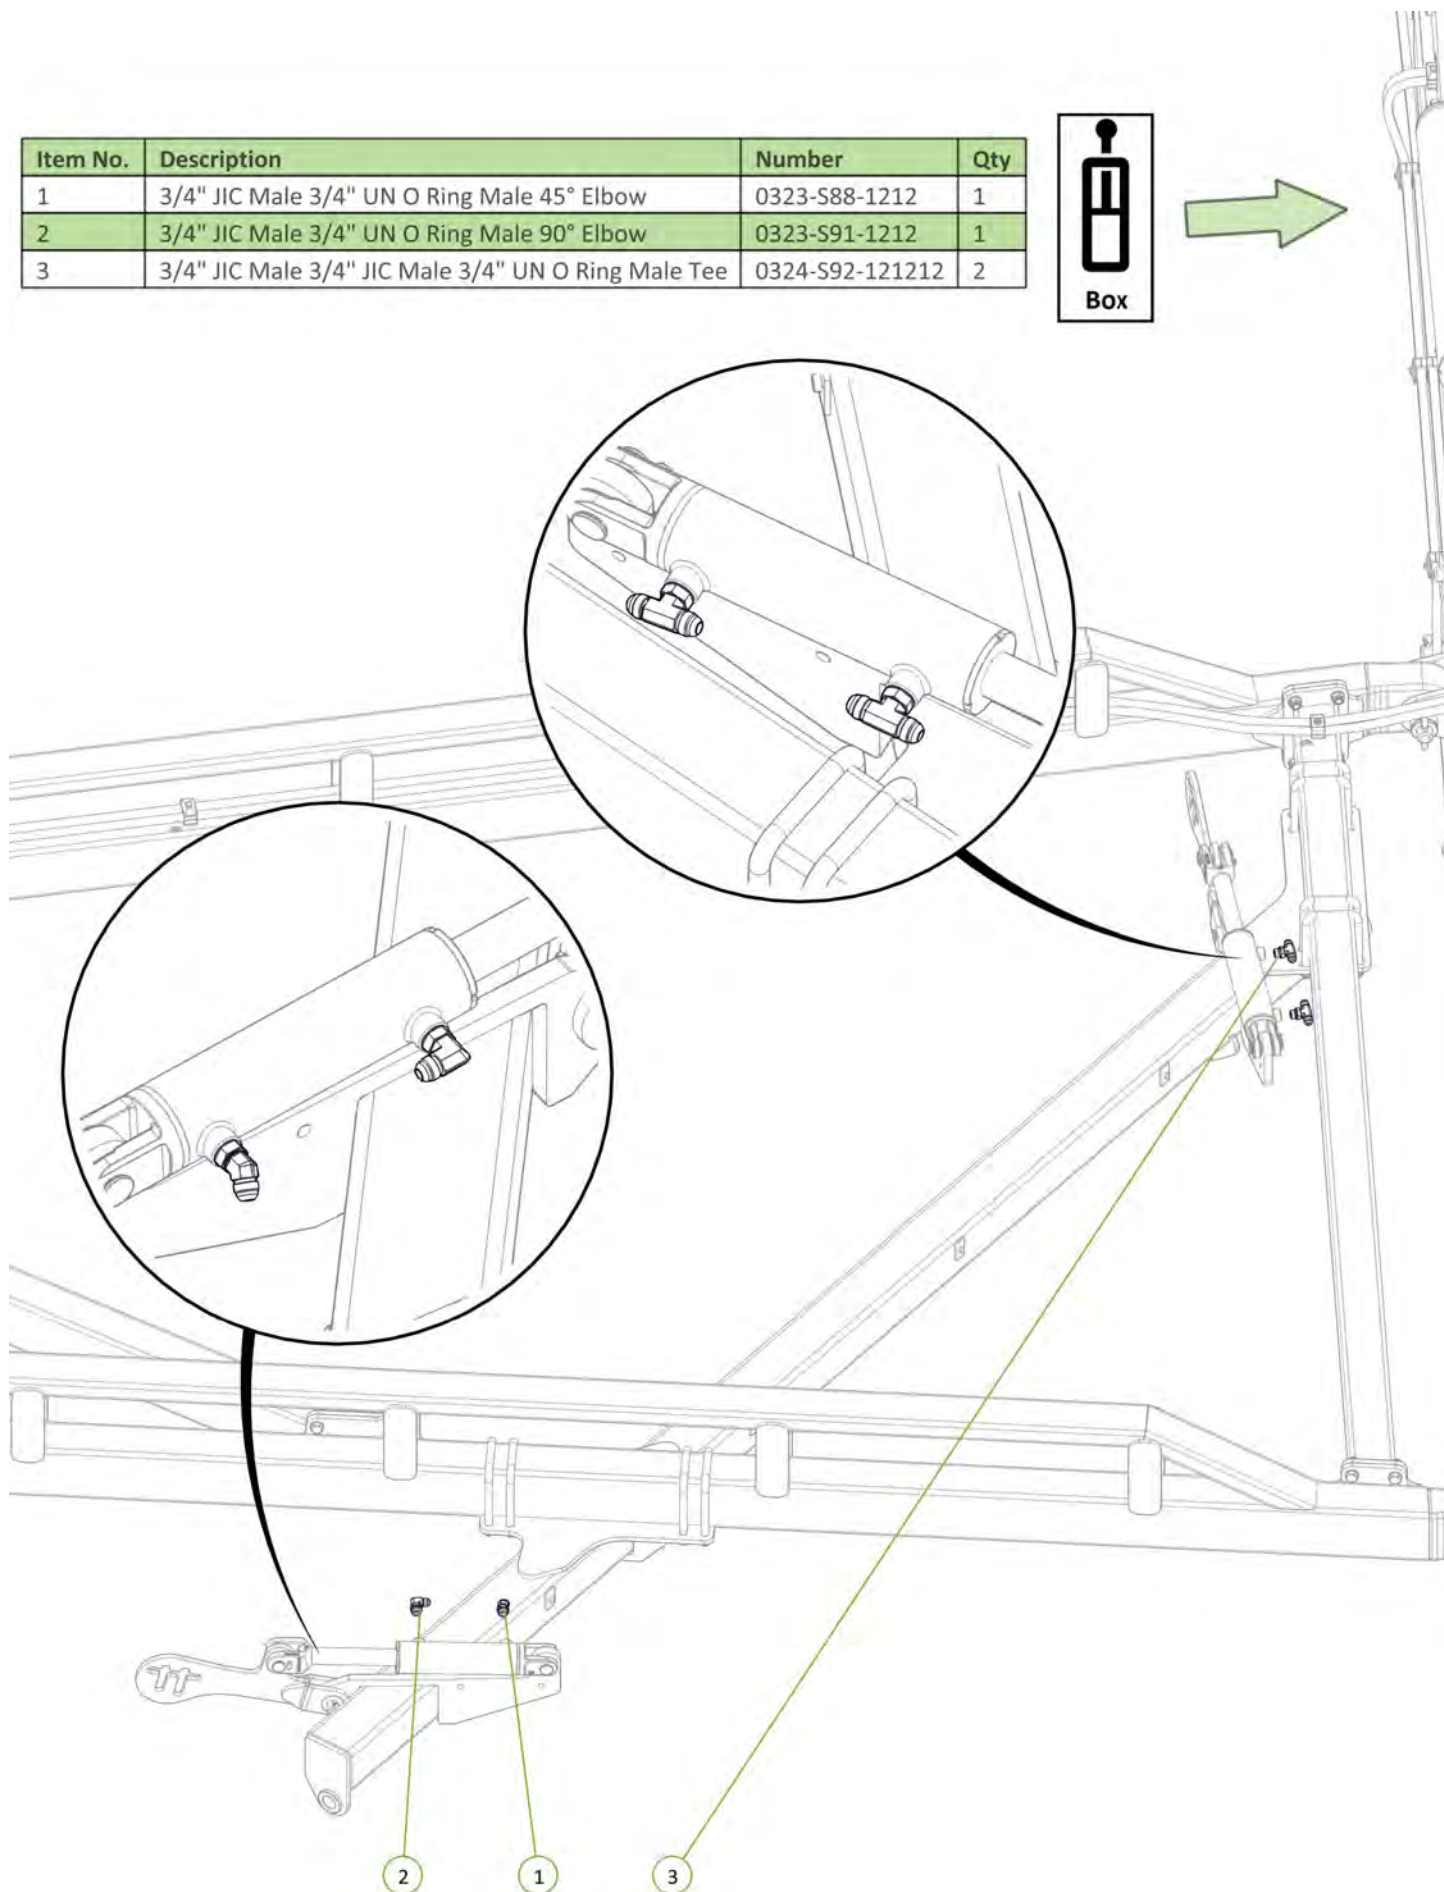 Item No. Description Number Qty
1 3/4" JIC Male 3/4" UN O Ring Male 45° Elbow 0323-S88-1212 1
2 3/4" JIC Male 3/4" UN O Ring Male 90° Elbow 0323-S91-1212 1
3 3/4" JIC Male 3/4" JIC Male 3/4" UN O Ring Male Tee 0324-S92-121212 2
Box
2 1 3